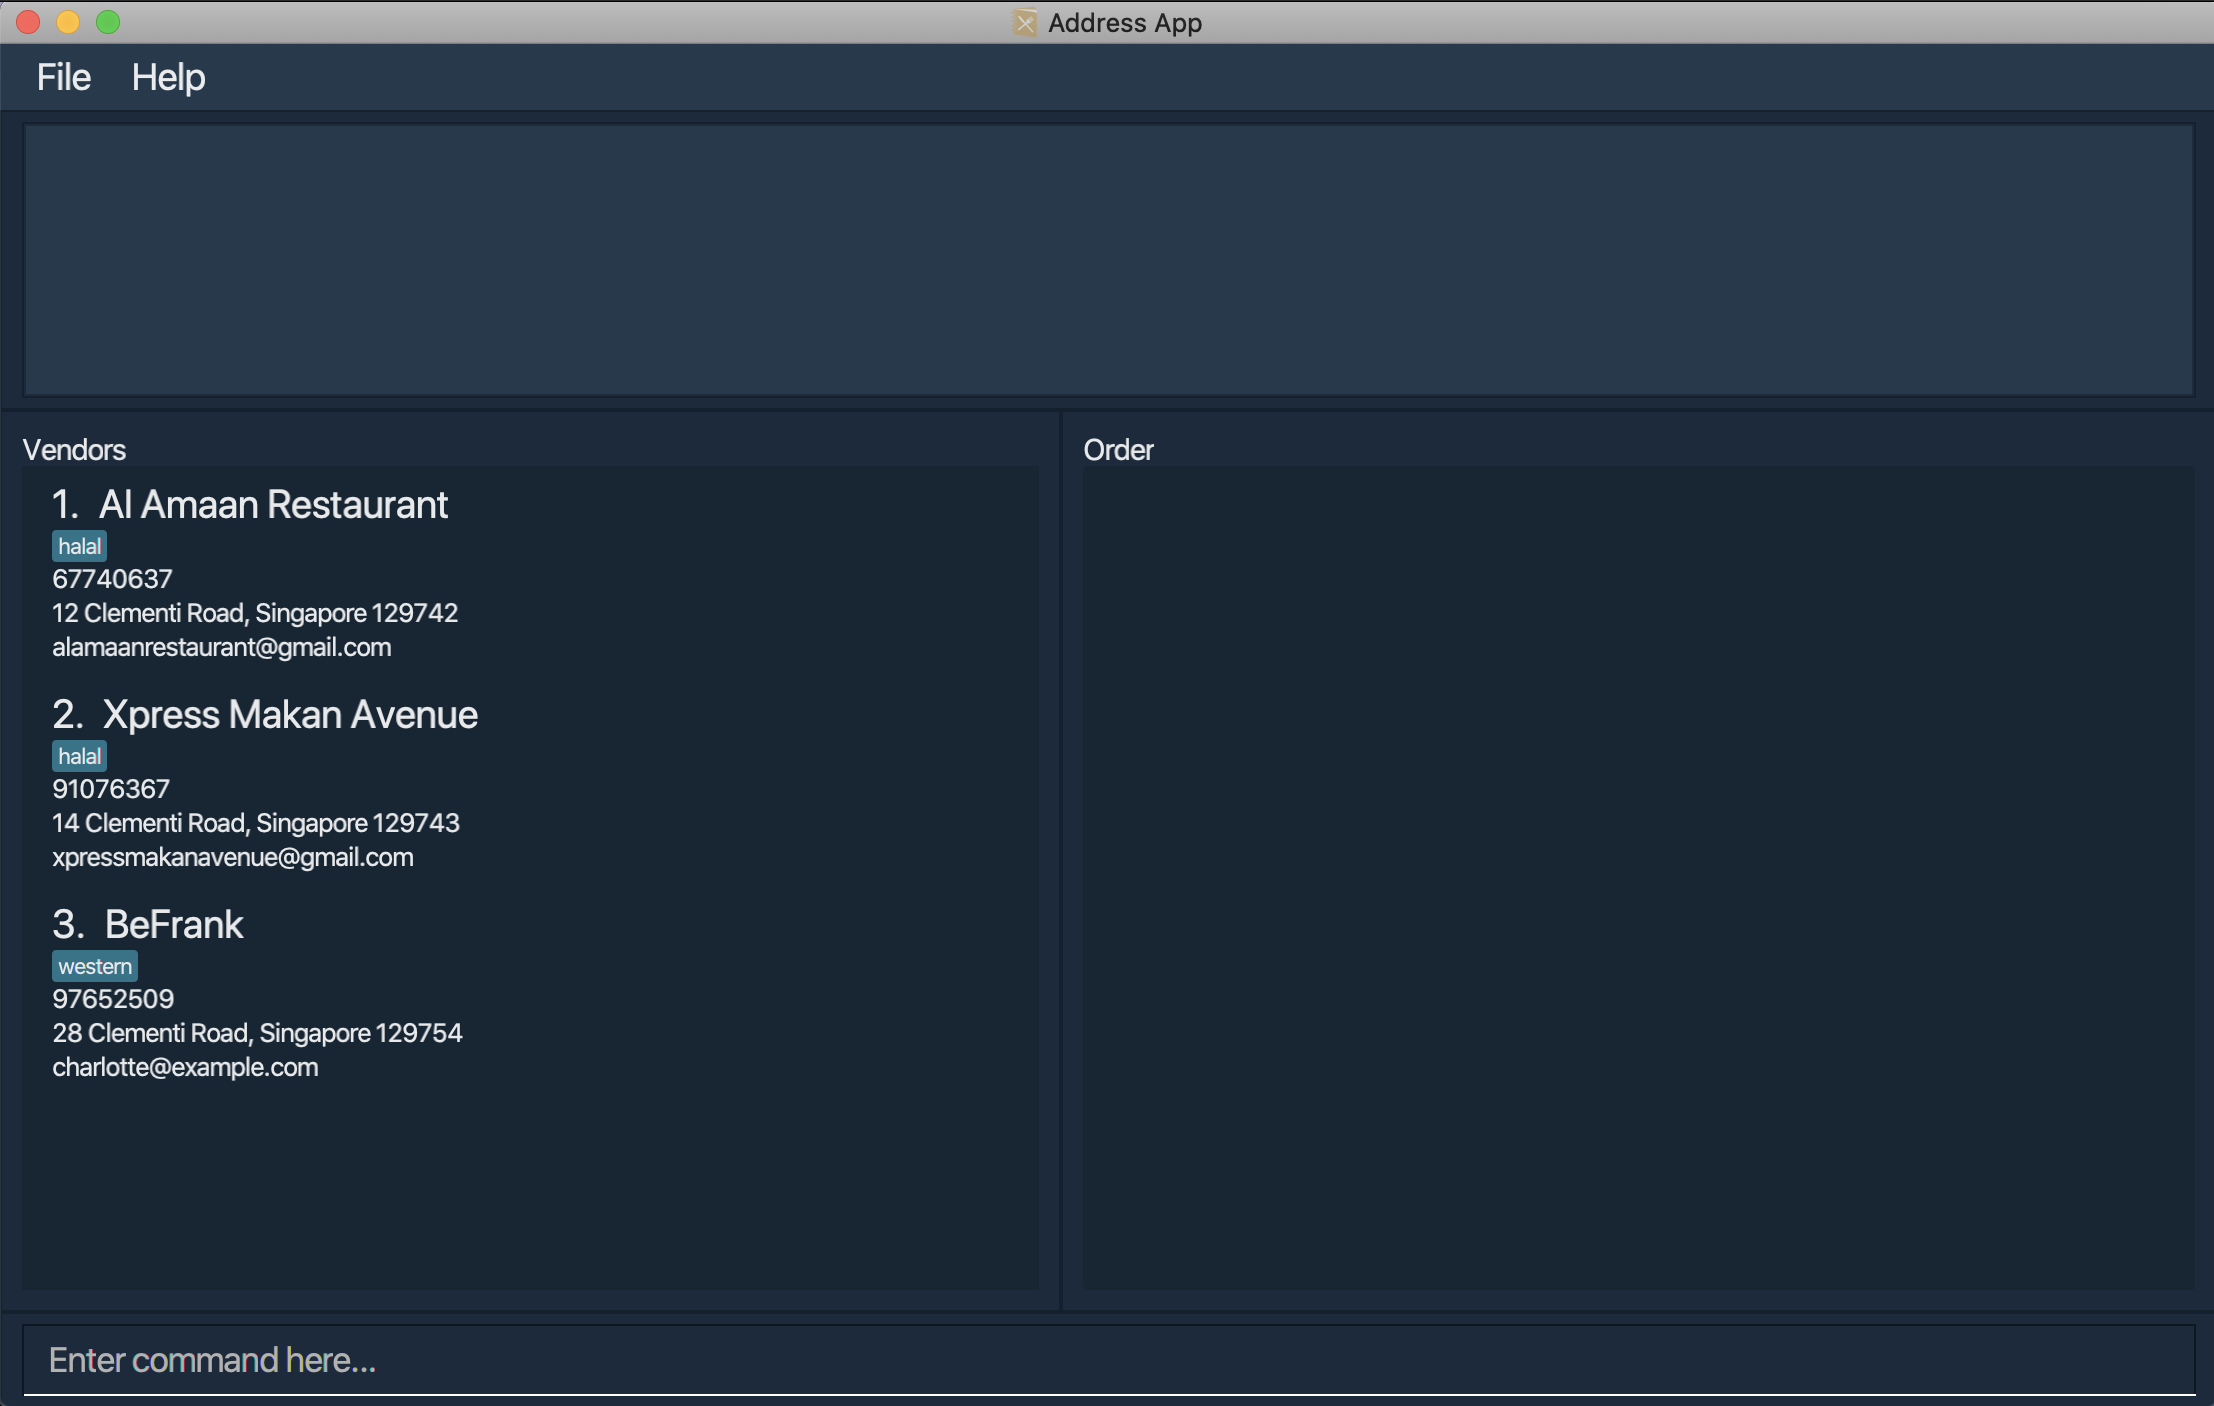 Address App
File Help
Vendors
1. Al Amaan Restaurant
halal
67740637
12 Clementi Road, Singapore 129742
alamaanrestaurant@gmail.com
2. Xpress Makan Avenue
halal
91076367
14 Clementi Road, Singapore 129743
xpressmakanavenue@gmail.com
3. BeFrank
western
97652509
28 Clementi Road, Singapore 129754
charlotte@example.com
Order
Enter command here...